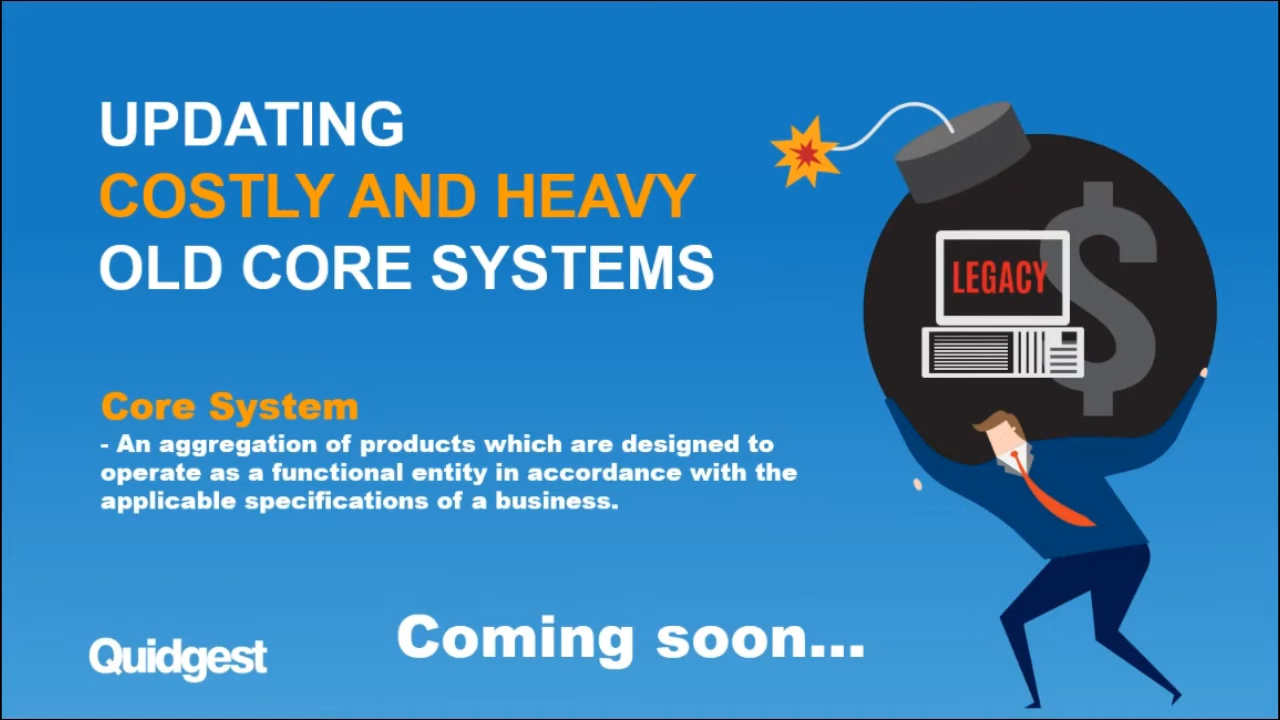 UPDATING
COSTLY AND HEAVY
OLD CORE SYSTEMS
LEGACY
$
Core System
- An aggregation of products which are designed to
operate as a functional entity in accordance with the
applicable specifications of a business.
Coming soon...
Quidgest